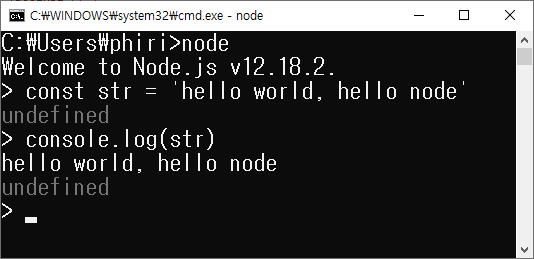 C:₩WINDOWS₩system32₩cmd.exe - node
C:₩Users₩phiri>node
Welcome to Node.js v12.18.2.
> const str = 'hello world, hello node'
undefined
> console.log(str)
hello world, hello node
undefined
>